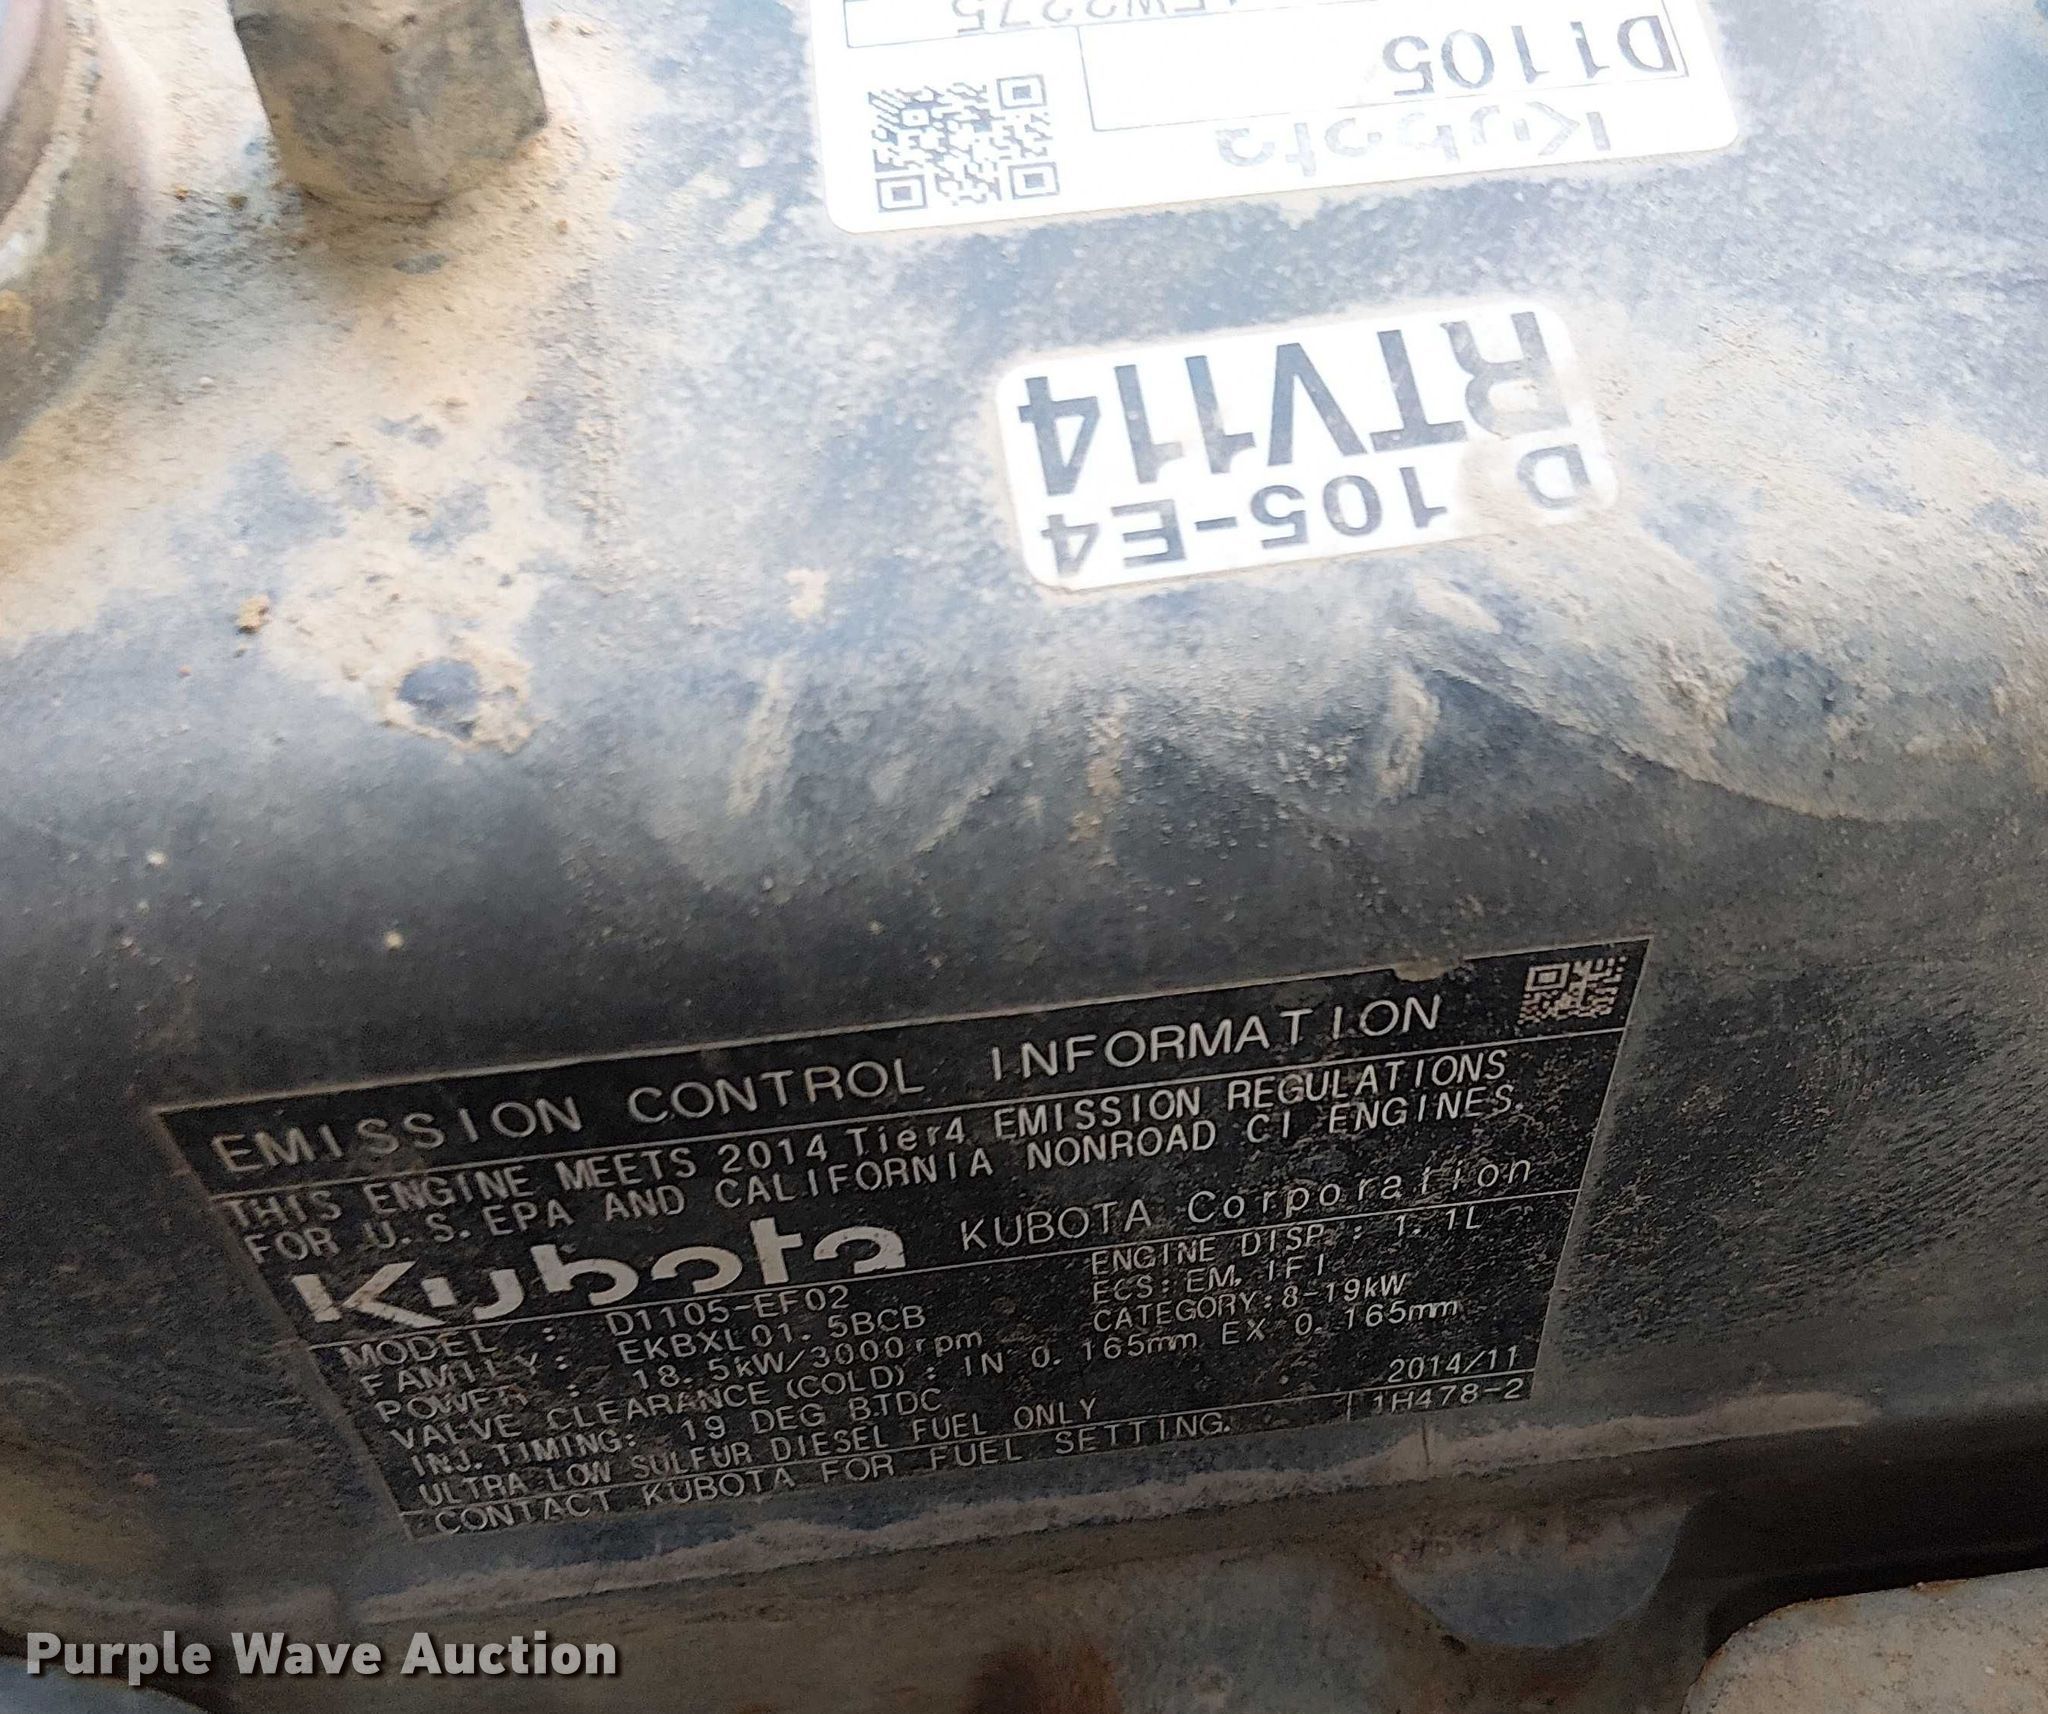 Kubota
D1105
D1105-E4
RTV114
EMISSION CONTROL INFORMATION
THIS ENGINE MEETS 2014 Tier4 EMISSION REGULATIONS
FOR U.S.EPA AND CALIFORNIA NONROAD CI ENGINES.
Kubota KUBOTA Corporation
MODEL : D1105-EF02 ENGINE DISP.: 1.1L
FAMILY: EKBXL01.5BCB ECS:EM, IFI
POWER : 18.5kW/3000rpm CATEGORY:8-19kW
VALVE CLEARANCE(COLD): IN 0.165mm EX 0.165mm
INJ.TIMING: 19 DEG BTDC 2014/11
ULTRA LOW SULFUR DIESEL FUEL ONLY
CONTACT KUBOTA FOR FUEL SETTING. 1H478-2
Purple Wave Auction